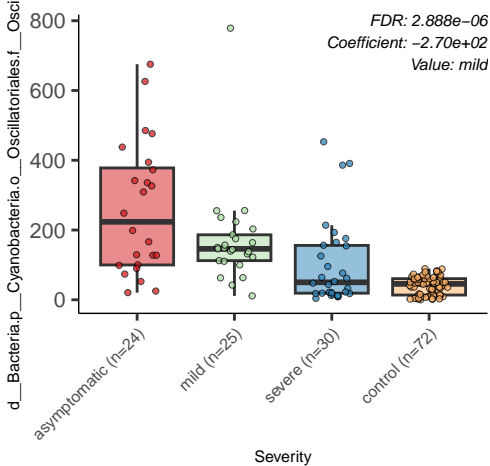 FDR: 2.888e−06
Coefficient: −2.70e+02
Value: mild
d__Bacteria.p__Cyanobacteria.o__Oscillatoriales.f__Osci
800
600
400
200
0
asymptomatic (n=24)
mild (n=25)
severe (n=30)
control (n=72)
Severity